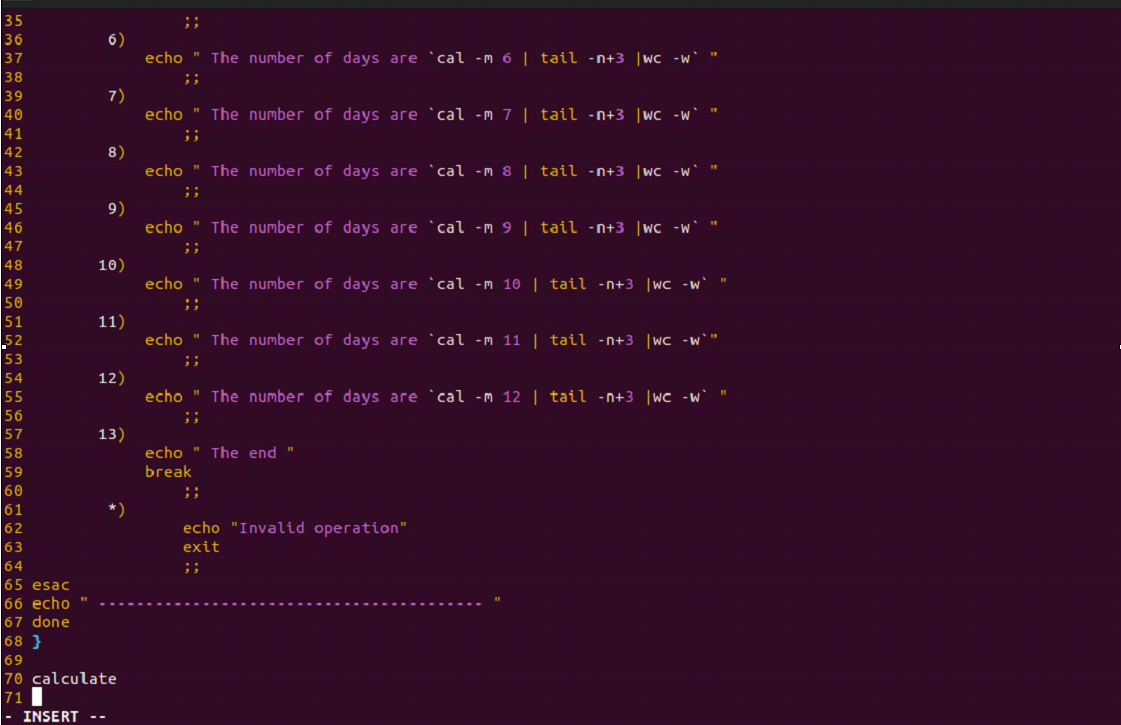 35                 ;;
36         6)
37             echo " The number of days are `cal -m 6 | tail -n+3 |wc -w` "
38                 ;;
39         7)
40             echo " The number of days are `cal -m 7 | tail -n+3 |wc -w` "
41                 ;;
42         8)
43             echo " The number of days are `cal -m 8 | tail -n+3 |wc -w` "
44                 ;;
45         9)
46             echo " The number of days are `cal -m 9 | tail -n+3 |wc -w` "
47                 ;;
48        10)
49             echo " The number of days are `cal -m 10 | tail -n+3 |wc -w` "
50                 ;;
51        11)
52             echo " The number of days are `cal -m 11 | tail -n+3 |wc -w`"
53                 ;;
54        12)
55             echo " The number of days are `cal -m 12 | tail -n+3 |wc -w` "
56                 ;;
57        13)
58             echo " The end "
59             break
60                 ;;
61         *)
62                 echo "Invalid operation"
63                 exit
64                 ;;
65 esac
66 echo " ----------------------------------------- "
67 done
68 }
69
70 calculate
71
- INSERT --